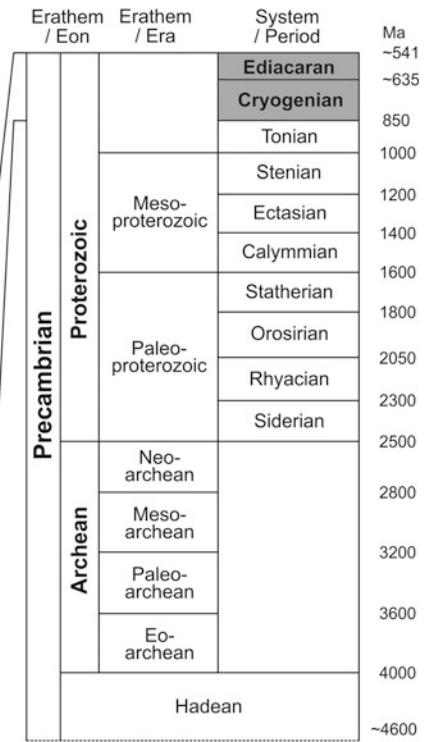 Erathem / Eon
Erathem / Era
System / Period
Ma
~541
Ediacaran
~635
Cryogenian
850
Tonian
1000
Stenian
1200
Meso-
proterozoic
Ectasian
1400
Calymmian
1600
Statherian
1800
Proterozoic
Orosirian
Paleo-
proterozoic
2050
Rhyacian
2300
Siderian
Precambrian
2500
Neo-
archean
2800
Meso-
archean
3200
Archean
Paleo-
archean
3600
Eo-
archean
4000
Hadean
~4600